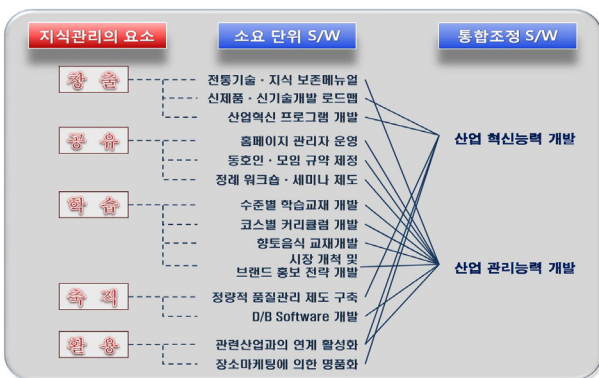 지식관리의 요소
소요 단위 S/W
통합조정 S/W
창 출
전통기술·지식 보존메뉴얼
신제품·신기술개발 로드맵
산업혁신 프로그램 개발
공 유
홈페이지 관리자 운영
동호인·모임 규약 제정
정례 워크숍·세미나 제도
학 습
수준별 학습교재 개발
코스별 커리큘럼 개발
향토음식 교재개발
시장 개척 및
브랜드 홍보 전략 개발
축 적
정량적 품질관리 제도 구축
D/B Software 개발
활 용
관련산업과의 연계 활성화
장소마케팅에 의한 명품화
산업 혁신능력 개발
산업 관리능력 개발